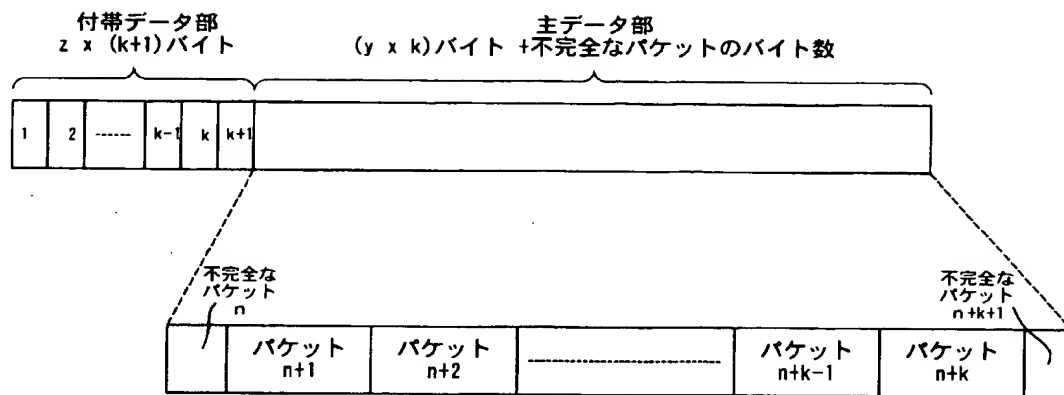 付帯データ部
z x (k+1)バイト
主データ部
(y x k)バイト +不完全なパケットのバイト数
1 2 ------ k-1 k k+1
不完全な
パケット
n
不完全な
パケット
n+k+1
パケット
n+1
パケット
n+2
パケット
n+k-1
パケット
n+k